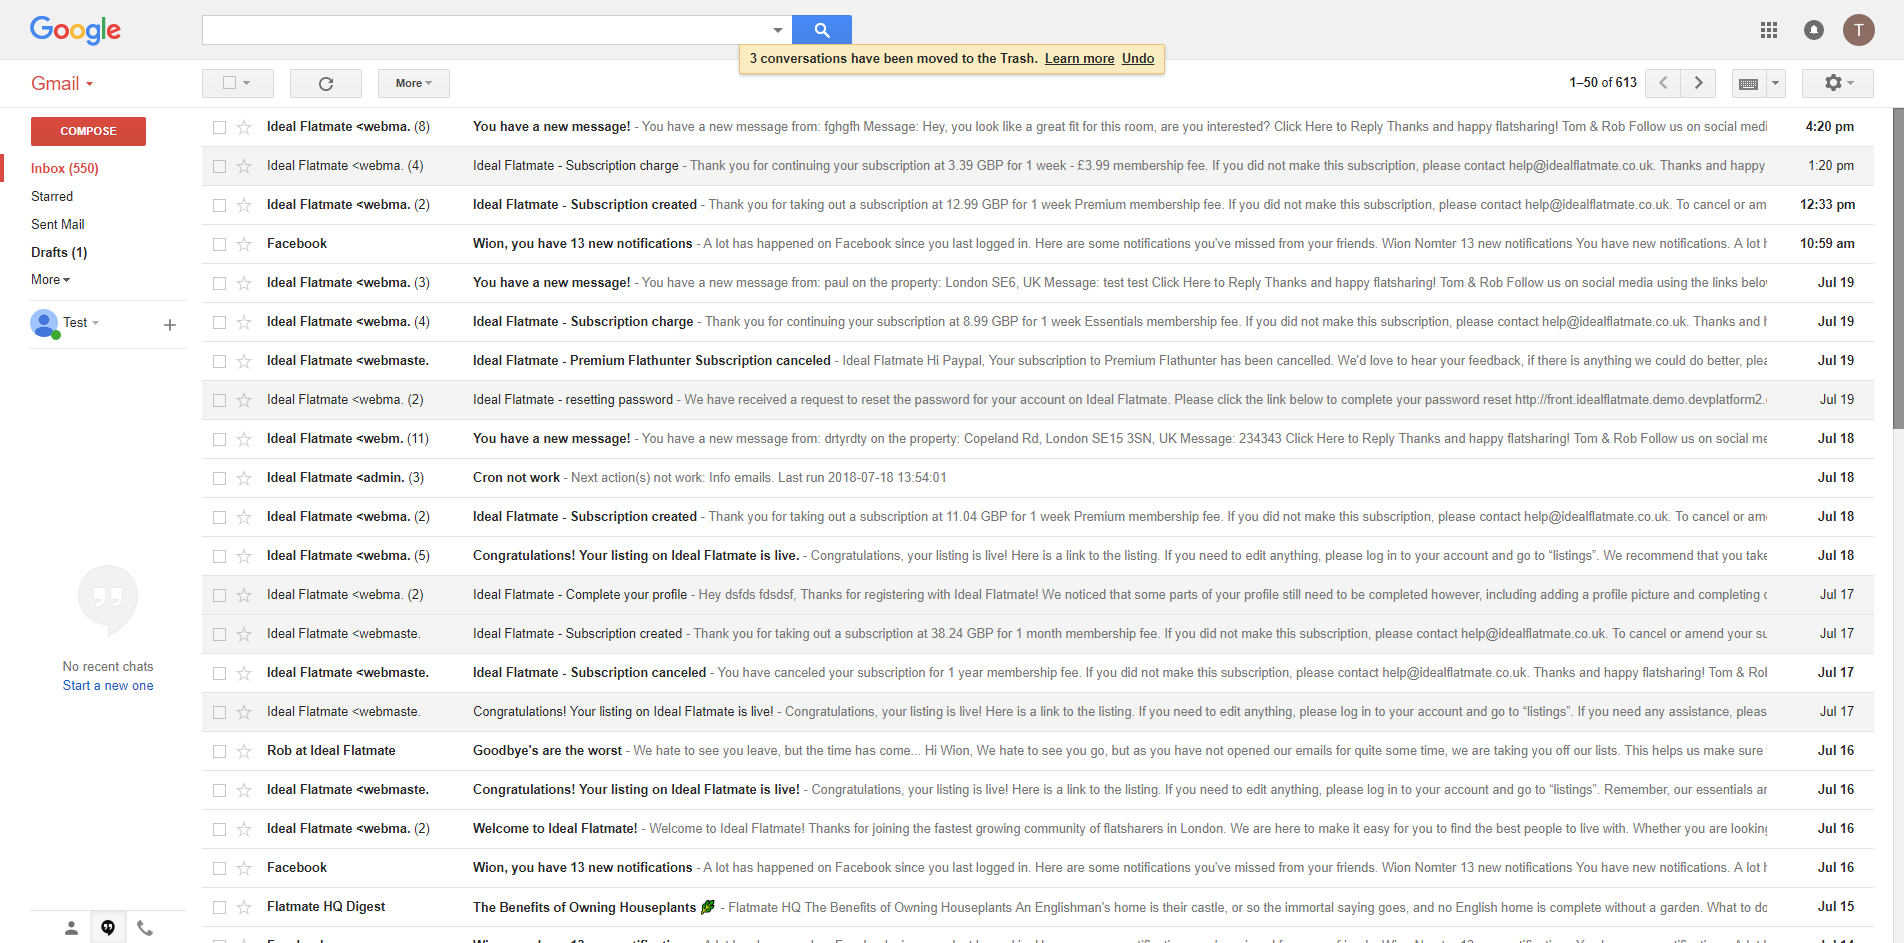 Google
3 conversations have been moved to the Trash. Learn more Undo
T
Gmail
More
1–50 of 613
COMPOSE
Inbox (550)
Starred
Sent Mail
Drafts (1)
More
Test
No recent chats
Start a new one
Ideal Flatmate <webma. (8) You have a new message! - You have a new message from: fghgfh Message: Hey, you look like a great fit for this room, are you interested? Click Here to Reply Thanks and happy flatsharing! Tom & Rob Follow us on social medi 4:20 pm
Ideal Flatmate <webma. (4) Ideal Flatmate - Subscription charge - Thank you for continuing your subscription at 3.39 GBP for 1 week - £3.99 membership fee. If you did not make this subscription, please contact help@idealflatmate.co.uk. Thanks and happy 1:20 pm
Ideal Flatmate <webma. (2) Ideal Flatmate - Subscription created - Thank you for taking out a subscription at 12.99 GBP for 1 week Premium membership fee. If you did not make this subscription, please contact help@idealflatmate.co.uk. To cancel or am 12:33 pm
Facebook Wion, you have 13 new notifications - A lot has happened on Facebook since you last logged in. Here are some notifications you've missed from your friends. Wion Nomter 13 new notifications You have new notifications. A lot h 10:59 am
Ideal Flatmate <webma. (3) You have a new message! - You have a new message from: paul on the property: London SE6, UK Message: test test Click Here to Reply Thanks and happy flatsharing! Tom & Rob Follow us on social media using the links belov Jul 19
Ideal Flatmate <webma. (4) Ideal Flatmate - Subscription charge - Thank you for continuing your subscription at 8.99 GBP for 1 week Essentials membership fee. If you did not make this subscription, please contact help@idealflatmate.co.uk. Thanks and h Jul 19
Ideal Flatmate <webmaste. Ideal Flatmate - Premium Flathunter Subscription canceled - Ideal Flatmate Hi Paypal, Your subscription to Premium Flathunter has been cancelled. We'd love to hear your feedback, if there is anything we could do better, plea Jul 19
Ideal Flatmate <webma. (2) Ideal Flatmate - resetting password - We have received a request to reset the password for your account on Ideal Flatmate. Please click the link below to complete your password reset http://front.idealflatmate.demo.devplatform2. Jul 19
Ideal Flatmate <webm. (11) You have a new message! - You have a new message from: drtyrdty on the property: Copeland Rd, London SE15 3SN, UK Message: 234343 Click Here to Reply Thanks and happy flatsharing! Tom & Rob Follow us on social me Jul 18
Ideal Flatmate <admin. (3) Cron not work - Next action(s) not work: Info emails. Last run 2018-07-18 13:54:01 Jul 18
Ideal Flatmate <webma. (2) Ideal Flatmate - Subscription created - Thank you for taking out a subscription at 11.04 GBP for 1 week Premium membership fee. If you did not make this subscription, please contact help@idealflatmate.co.uk. To cancel or am Jul 18
Ideal Flatmate <webma. (5) Congratulations! Your listing on Ideal Flatmate is live. - Congratulations, your listing is live! Here is a link to the listing. If you need to edit anything, please log in to your account and go to “listings”. We recommend that you take Jul 18
Ideal Flatmate <webma. (2) Ideal Flatmate - Complete your profile - Hey dsfds fdsdsf, Thanks for registering with Ideal Flatmate! We noticed that some parts of your profile still need to be completed however, including adding a profile picture and completing Jul 17
Ideal Flatmate <webmaste. Ideal Flatmate - Subscription created - Thank you for taking out a subscription at 38.24 GBP for 1 month membership fee. If you did not make this subscription, please contact help@idealflatmate.co.uk. To cancel or amend your su Jul 17
Ideal Flatmate <webmaste. Ideal Flatmate - Subscription canceled - You have canceled your subscription for 1 year membership fee. If you did not make this subscription, please contact help@idealflatmate.co.uk. Thanks and happy flatsharing! Tom & Rol Jul 17
Ideal Flatmate <webmaste. Congratulations! Your listing on Ideal Flatmate is live! - Congratulations, your listing is live! Here is a link to the listing. If you need to edit anything, please log in to your account and go to “listings”. If you need any assistance, pleas Jul 17
Rob at Ideal Flatmate Goodbye's are the worst - We hate to see you leave, but the time has come... Hi Wion, We hate to see you go, but as you have not opened our emails for quite some time, we are taking you off our lists. This helps us make sure Jul 16
Ideal Flatmate <webmaste. Congratulations! Your listing on Ideal Flatmate is live! - Congratulations, your listing is live! Here is a link to the listing. If you need to edit anything, please log in to your account and go to “listings”. Remember, our essentials ar Jul 16
Ideal Flatmate <webma. (2) Welcome to Ideal Flatmate! - Welcome to Ideal Flatmate! Thanks for joining the fastest growing community of flatsharers in London. We are here to make it easy for you to find the best people to live with. Whether you are looking Jul 16
Facebook Wion, you have 13 new notifications - A lot has happened on Facebook since you last logged in. Here are some notifications you've missed from your friends. Wion Nomter 13 new notifications You have new notifications. A lot h Jul 16
Flatmate HQ Digest The Benefits of Owning Houseplants - Flatmate HQ The Benefits of Owning Houseplants An Englishman's home is their castle, or so the immortal saying goes, and no English home is complete without a garden. What to do Jul 15